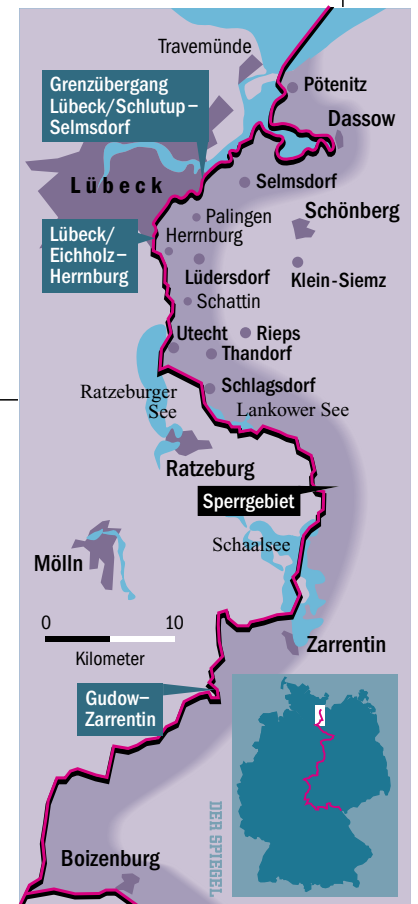 Travemünde
Grenzübergang
Lübeck/Schlutup–
Selmsdorf
Pötenitz
Dassow
Lübeck
Selmsdorf
Palingen
Schönberg
Lübeck/
Eichholz–
Herrnburg
Herrnburg
Lüdersdorf
Klein-Siemz
Schattin
Utecht
Rieps
Thandorf
Ratzeburger
See
Schlagsdorf
Lankower See
Ratzeburg
Sperrgebiet
Schaalsee
Mölln
0 10
Kilometer
Zarrentin
Gudow–
Zarrentin
DER SPIEGEL
Boizenburg